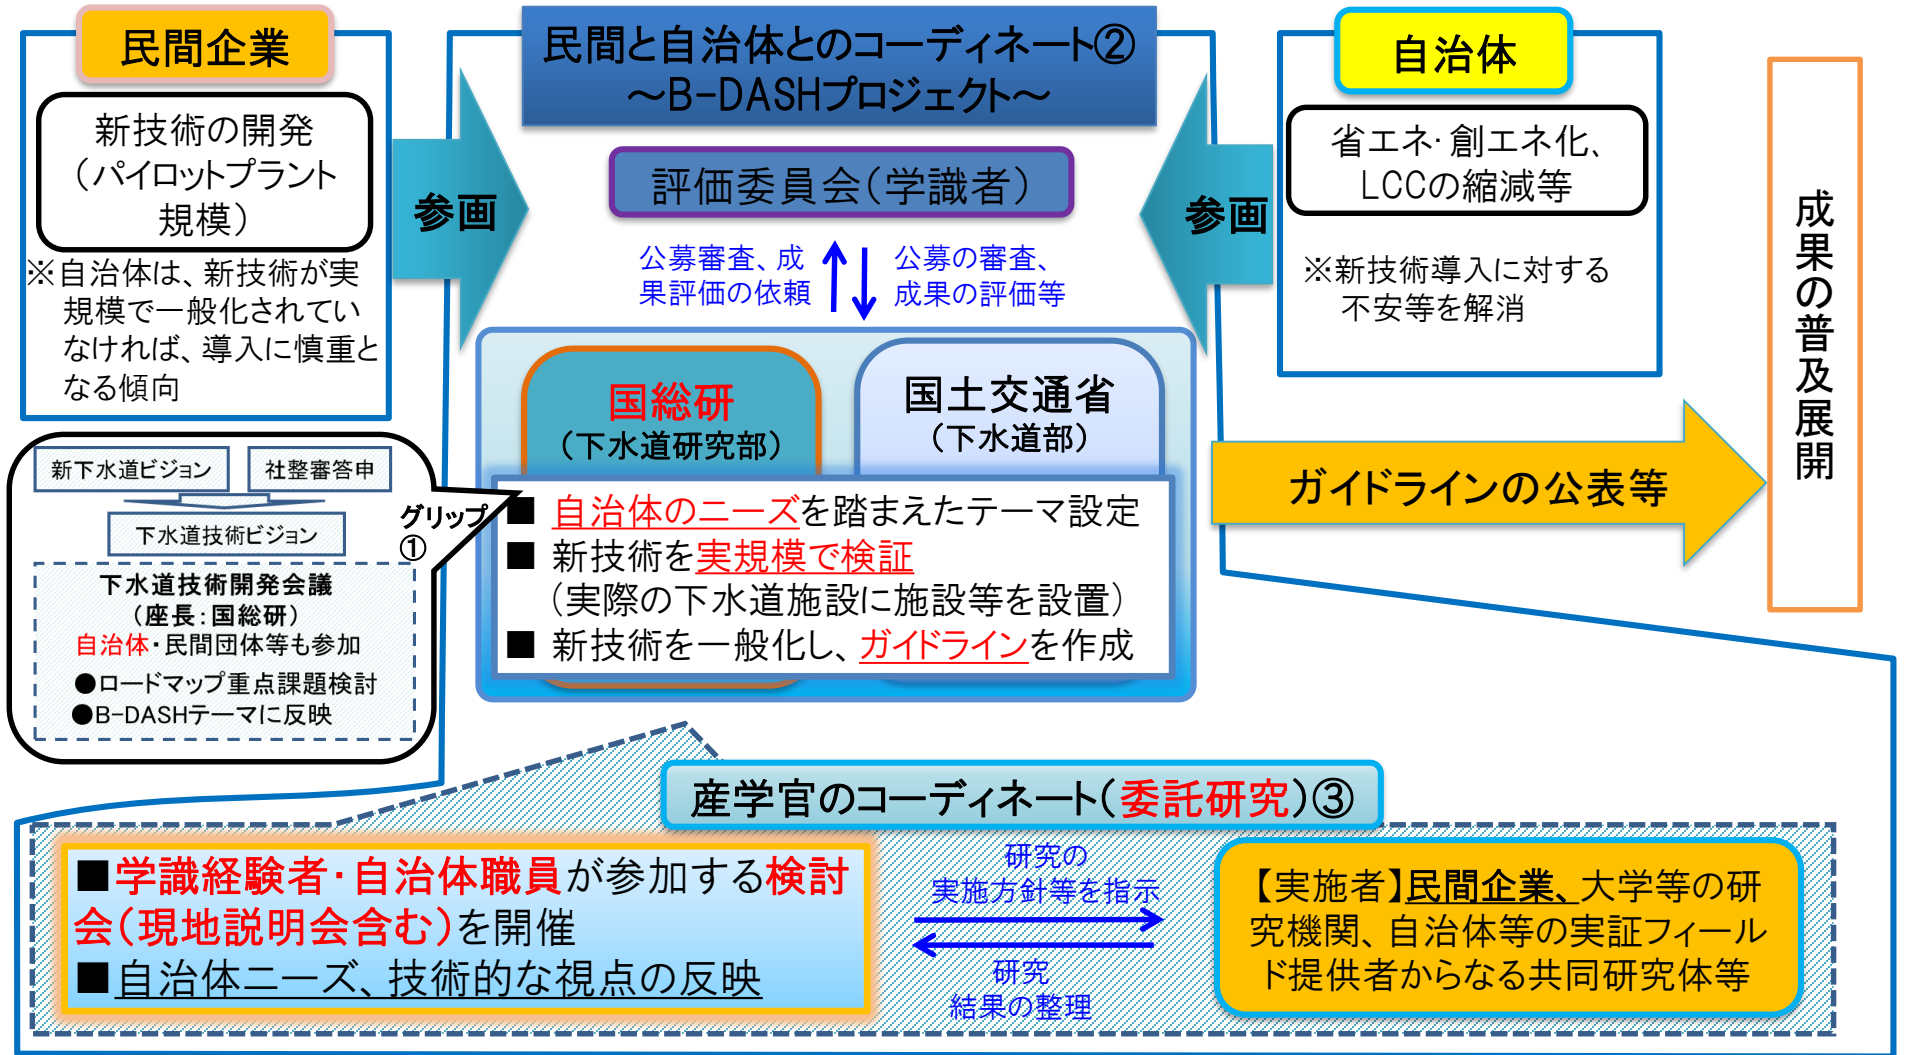 民間企業
新技術の開発
（パイロットプラント
規模）
※自治体は、新技術が実
規模で一般化されてい
なければ、導入に慎重と
なる傾向
参画
民間と自治体とのコーディネート②
～B-DASHプロジェクト～
評価委員会（学識者）
公募審査、成
果評価の依頼
公募の審査、
成果の評価等
参画
自治体
省エネ・創エネ化、
LCCの縮減等
※新技術導入に対する
不安等を解消
国総研
（下水道研究部）
国土交通省
（下水道部）
■ 自治体のニーズを踏まえたテーマ設定
■ 新技術を実規模で検証
（実際の下水道施設に施設等を設置）
■ 新技術を一般化し、ガイドラインを作成
ガイドラインの公表等
成果の普及展開
新下水道ビジョン
社整審答申
下水道技術ビジョン
グリップ
①
下水道技術開発会議
（座長：国総研）
自治体・民間団体等も参加
●ロードマップ重点課題検討
●B-DASHテーマに反映
産学官のコーディネート（委託研究）③
■学識経験者・自治体職員が参加する検討
会（現地説明会含む）を開催
■自治体ニーズ、技術的な視点の反映
研究の
実施方針等を指示
研究
結果の整理
【実施者】民間企業、大学等の研
究機関、自治体等の実証フィール
ド提供者からなる共同研究体等